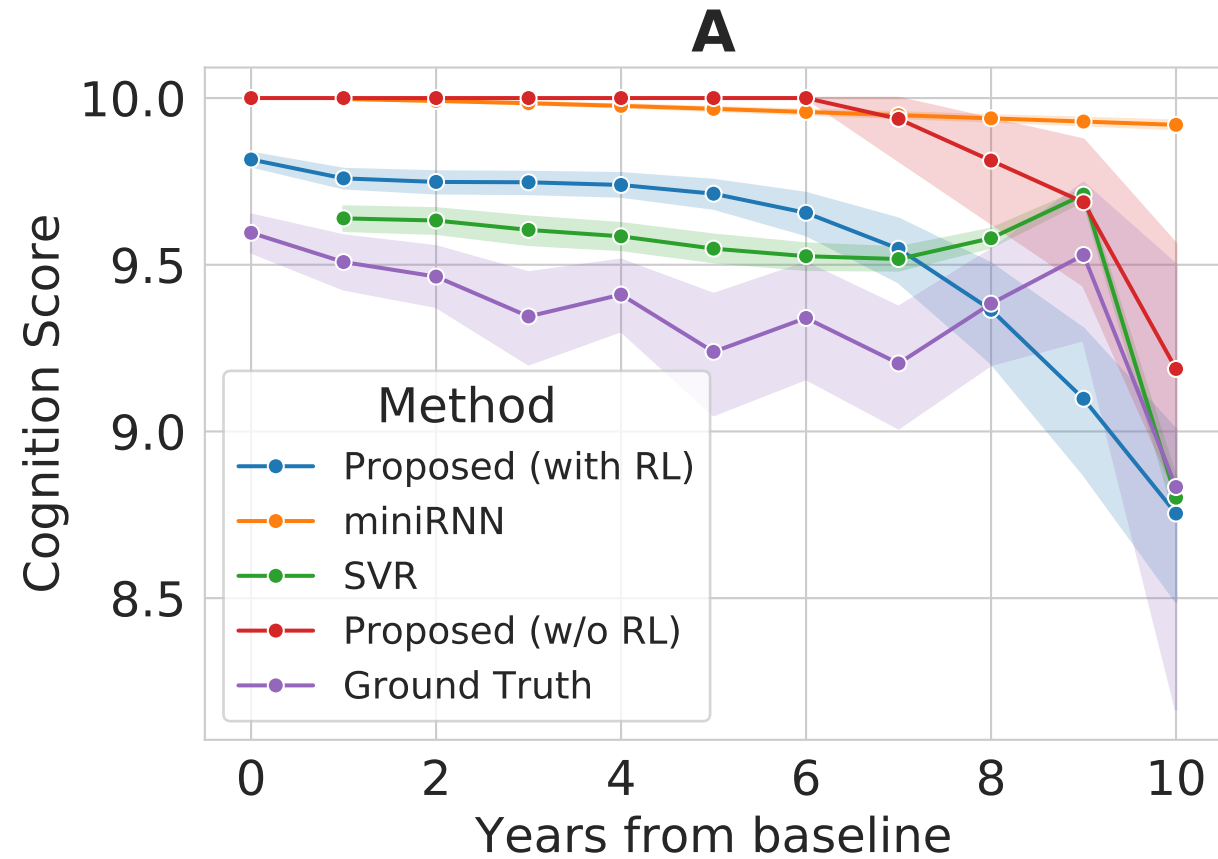 A
10.0
9.5
9.0
8.5
Cognition Score
Method
Proposed (with RL)
miniRNN
SVR
Proposed (w/o RL)
Ground Truth
0 2 4 6 8 10
Years from baseline